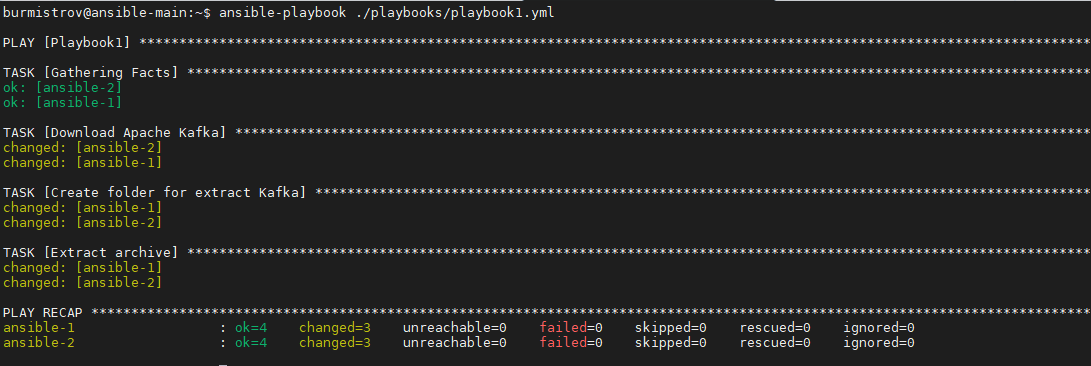 burmistrov@ansible-main:~$ ansible-playbook ./playbooks/playbook1.yml
PLAY [Playbook1] ************************************************************************************************************************
TASK [Gathering Facts] ******************************************************************************************************************
ok: [ansible-2]
ok: [ansible-1]
TASK [Download Apache Kafka] ************************************************************************************************************
changed: [ansible-2]
changed: [ansible-1]
TASK [Create folder for extract Kafka] **************************************************************************************************
changed: [ansible-1]
changed: [ansible-2]
TASK [Extract archive] ******************************************************************************************************************
changed: [ansible-1]
changed: [ansible-2]
PLAY RECAP ******************************************************************************************************************************
ansible-1                  : ok=4    changed=3    unreachable=0    failed=0    skipped=0    rescued=0    ignored=0
ansible-2                  : ok=4    changed=3    unreachable=0    failed=0    skipped=0    rescued=0    ignored=0